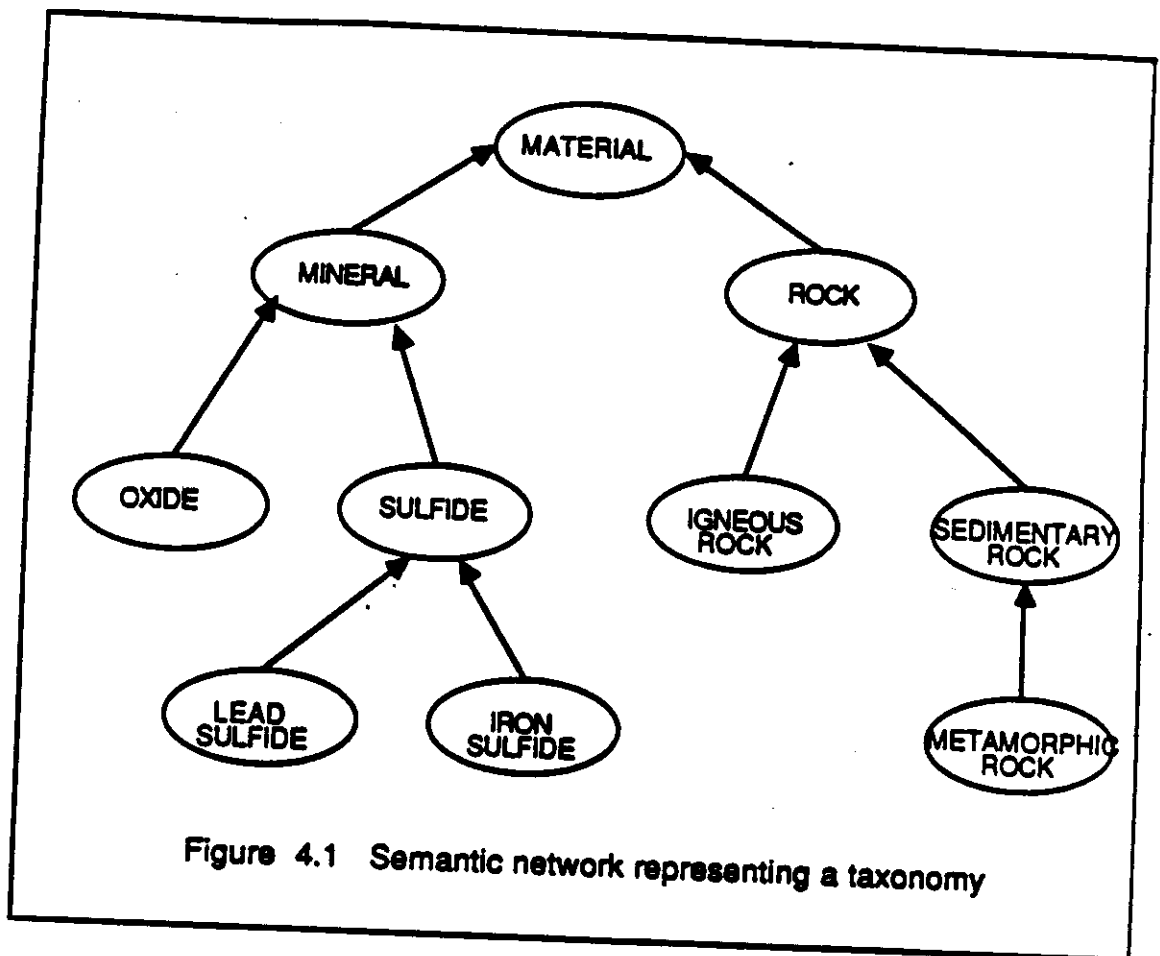 MATERIAL
MINERAL
ROCK
OXIDE
SULFIDE
IGNEOUS
ROCK
SEDIMENTARY
ROCK
LEAD
SULFIDE
IRON
SULFIDE
METAMORPHIC
ROCK
Figure 4.1 Semantic network representing a taxonomy